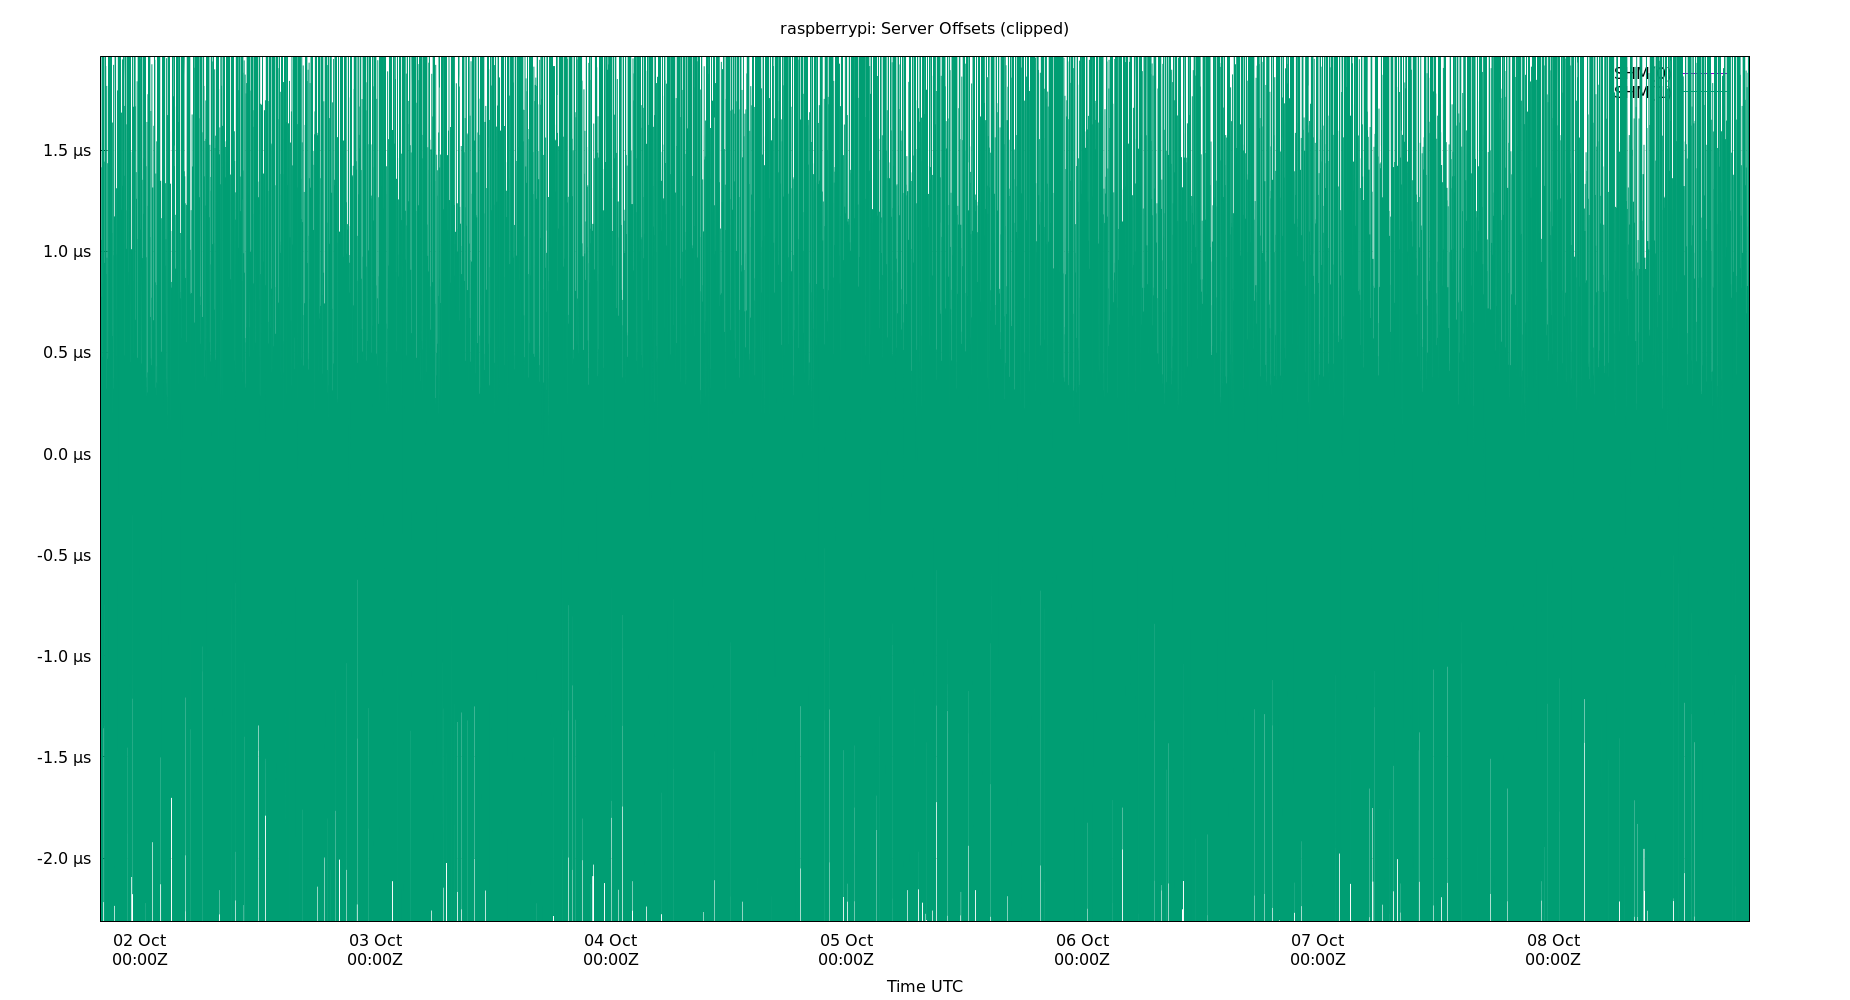 raspberrypi: Server Offsets (clipped)
1.5 µs
1.0 µs
0.5 µs
0.0 µs
-0.5 µs
-1.0 µs
-1.5 µs
-2.0 µs
02 Oct 03 Oct 04 Oct 05 Oct 06 Oct 07 Oct 08 Oct
00:00Z 00:00Z 00:00Z 00:00Z 00:00Z 00:00Z 00:00Z
Time UTC